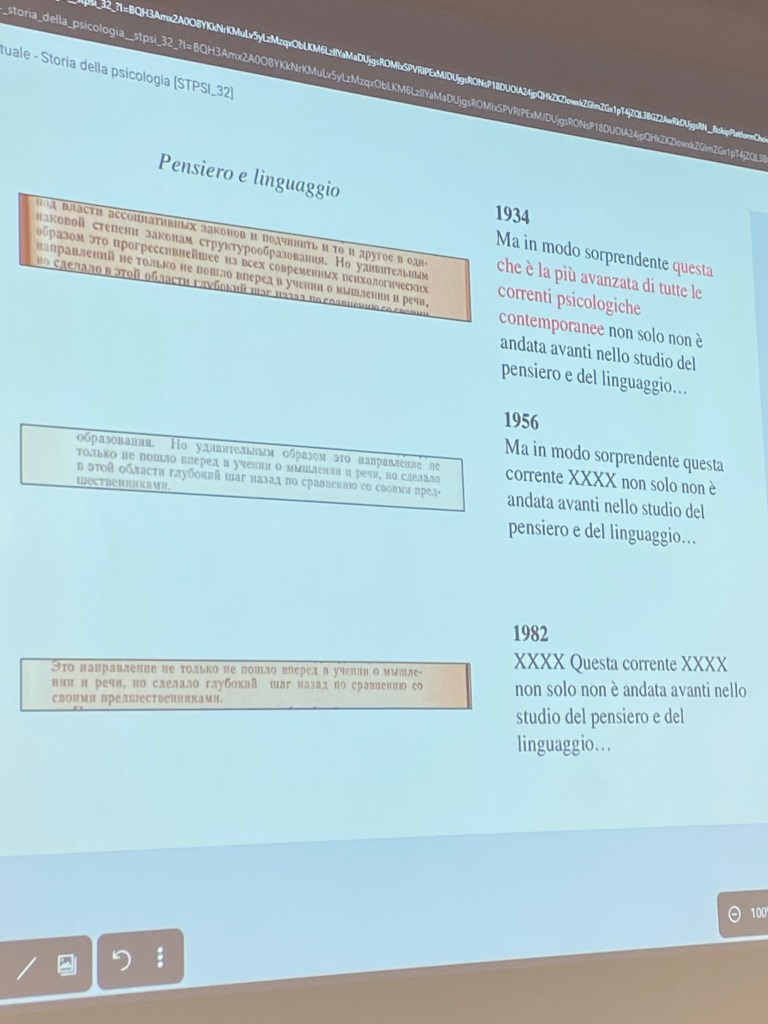 _storia_della_psicologia__stpsi_32_?
tuale - Storia della psicologia [STPSI_32]
Pensiero e linguaggio
под власти ассоциативных законов и подчинить и то и другое в оди-
наковой степени законам структурообразования. Но удивительным
образом это прогрессивнейшее из всех современных психологических
направлений не только не пошло вперед в учении о мышлении и речи,
но сделало в этой области глубокий шаг назад по сравнению со своими
1934
Ma in modo sorprendente questa
che è la più avanzata di tutte le
correnti psicologiche
contemporanee non solo non è
andata avanti nello studio del
pensiero e del linguaggio…
образования. Но удивительным образом это направление не
только не пошло вперед в учении о мышлении и речи, но сделало
в этой области глубокий шаг назад по сравнению со своими пред-
шественниками.
1956
Ma in modo sorprendente questa
corrente XXXX non solo non è
andata avanti nello studio del
pensiero e del linguaggio…
Это направление не только не пошло вперед в учении о мышле-
нии и речи, но сделало глубокий шаг назад по сравнению со
своими предшественниками.
1982
XXXX Questa corrente XXXX
non solo non è andata avanti nello
studio del pensiero e del
linguaggio…
100